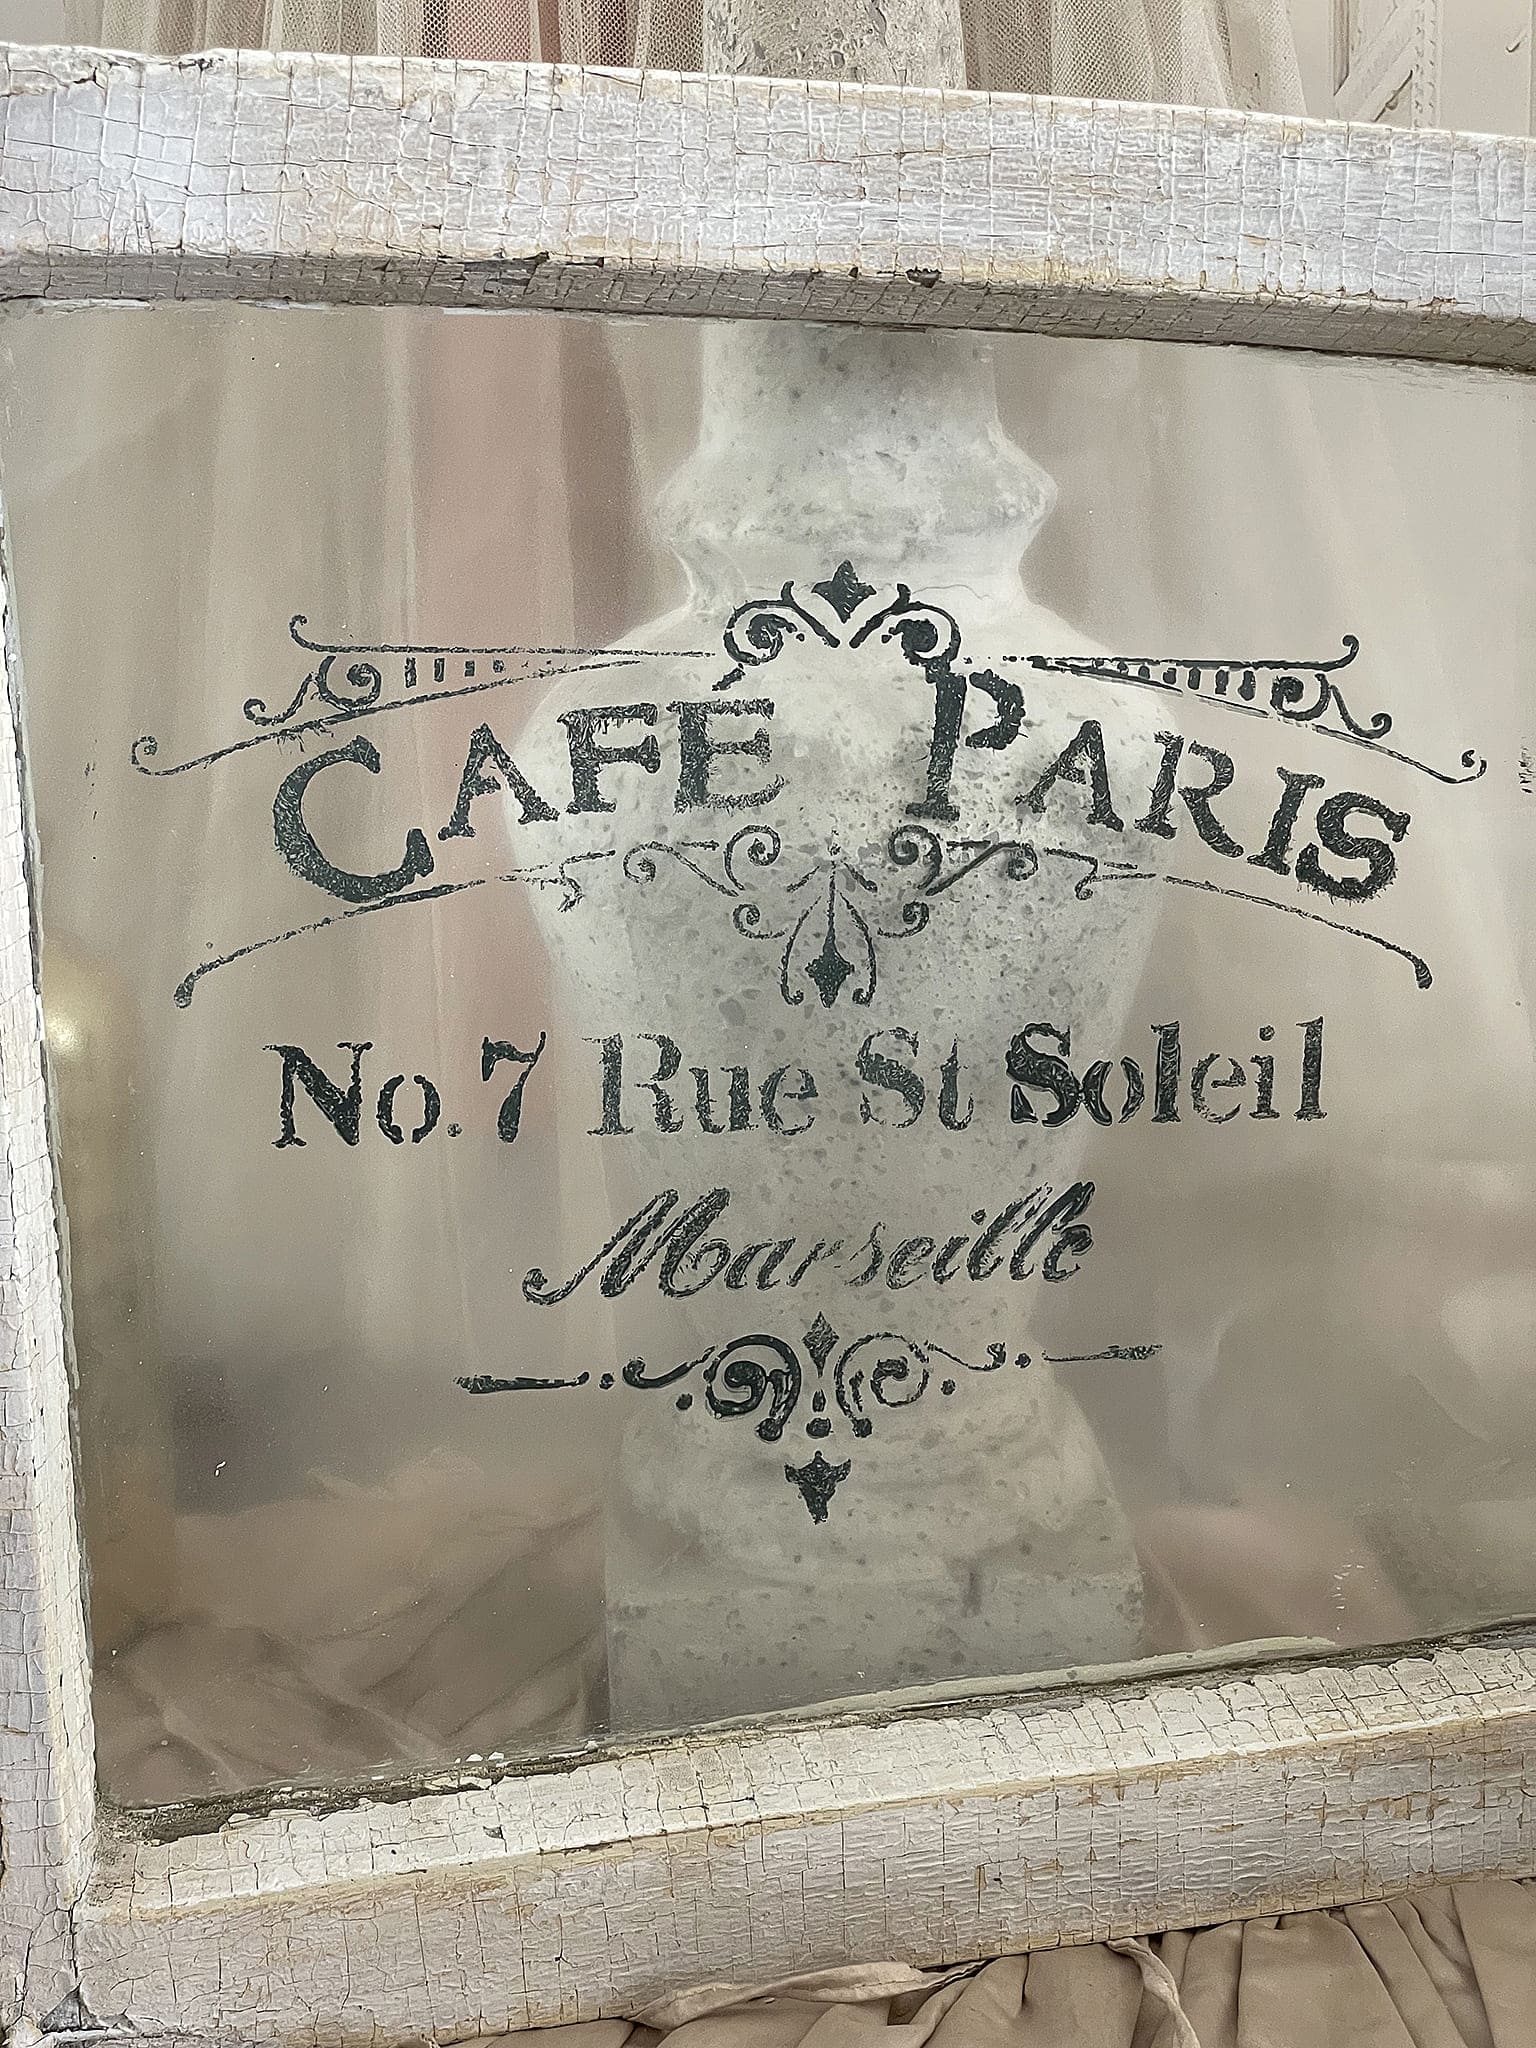 CAFÉ PARIS
No. 7 Rue St Soleil
Marseille